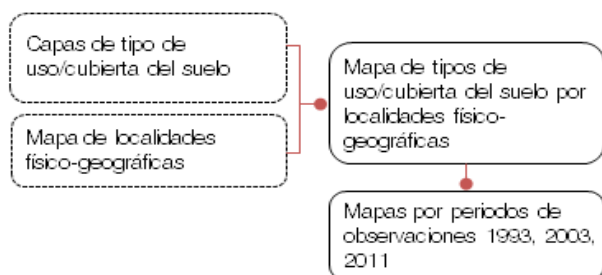 Capas de tipo de
uso/cubierta del suelo
Mapa de localidades
físico-geográficas
Mapa de tipos de
uso/cubierta del suelo por
localidades físico-
geográficas
Mapas por periodos de
observaciones 1993, 2003,
2011